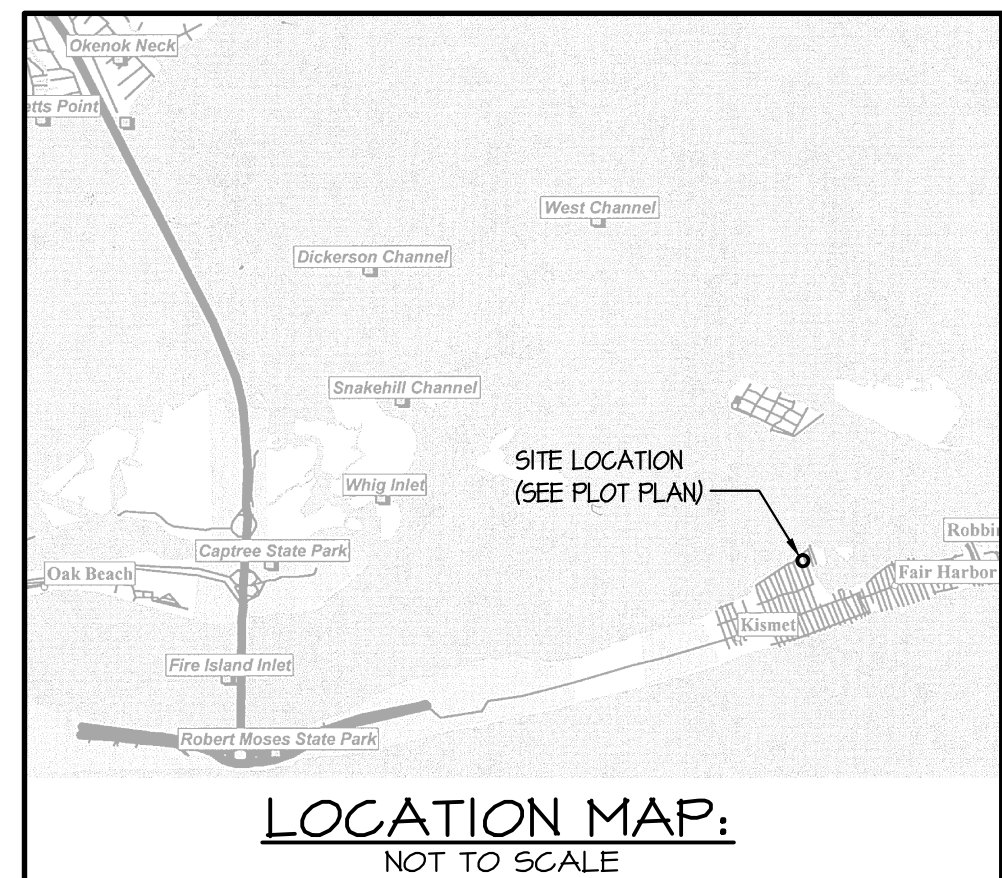 Okenok Neck
etts Point
West Channel
Dickerson Channel
Snakehill Channel
SITE LOCATION
(SEE PLOT PLAN)
Whig Inlet
Robbin
Captree State Park
Oak Beach
Fair Harbor
Kismet
Fire Island Inlet
Robert Moses State Park
LOCATION MAP:
NOT TO SCALE